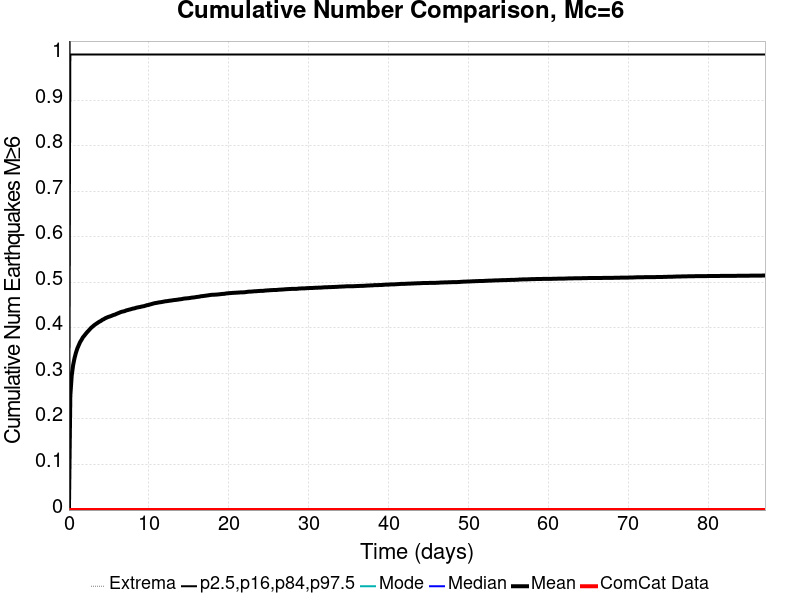 Cumulative Number Comparison, Mc=6
Cumulative Num Earthquakes M≥6
1
0.9
0.8
0.7
0.6
0.5
0.4
0.3
0.2
0.1
0
0 10 20 30 40 50 60 70 80
Time (days)
Extrema p2.5,p16,p84,p97.5 Mode Median Mean ComCat Data